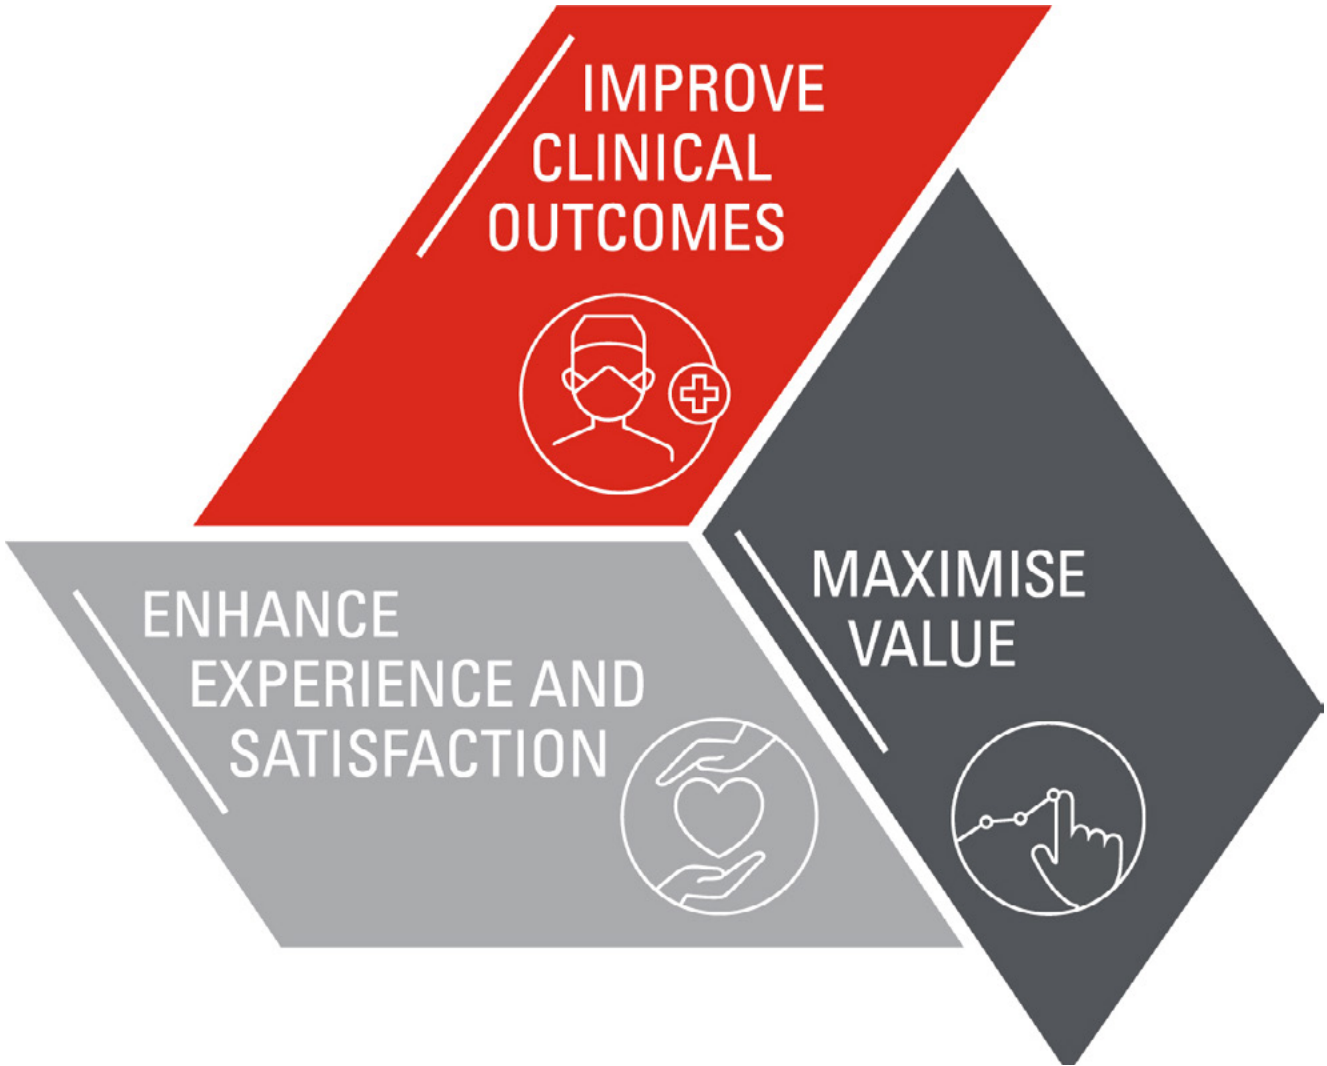 IMPROVE
CLINICAL
OUTCOMES
ENHANCE
EXPERIENCE AND
SATISFACTION
MAXIMISE
VALUE